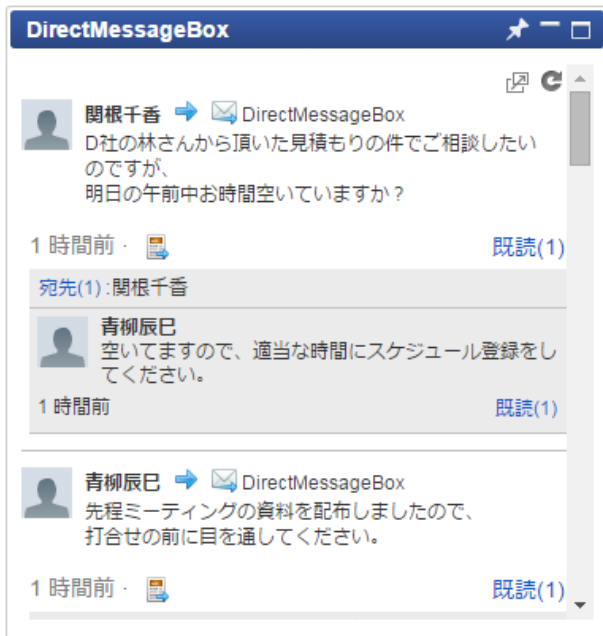 DirectMessageBox
関根千香 DirectMessageBox
D社の林さんから頂いた見積もりの件でご相談したい
のですが、
明日の午前中お時間空いていますか？
1 時間前 · 既読(1)
宛先(1):関根千香
青柳辰巳
空いてますので、適当な時間にスケジュール登録をし
てください。
1 時間前 既読(1)
青柳辰巳 DirectMessageBox
先程ミーティングの資料を配布しましたので、
打合せの前に目を通してください。
1 時間前 · 既読(1)